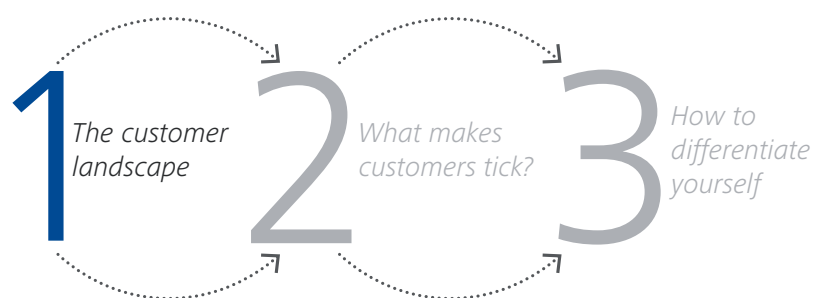 1
The customer
landscape
2
What makes
customers tick?
3
How to
differentiate
yourself